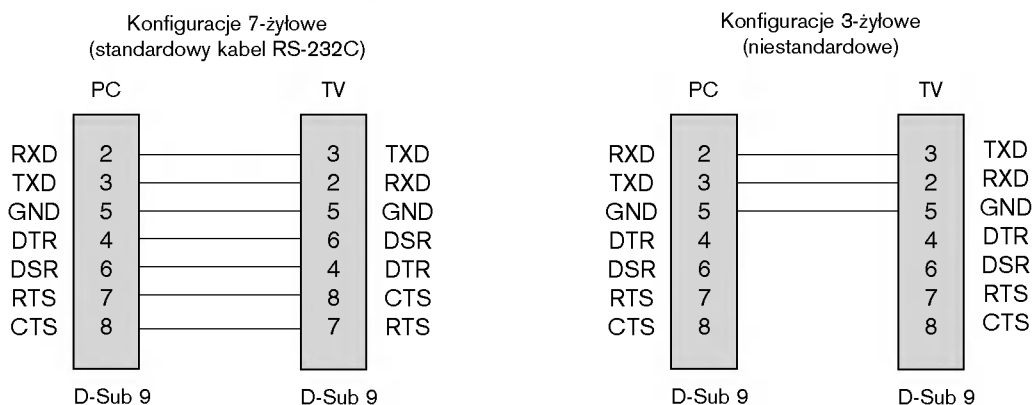 Konfiguracje 7-żyłowe
(standardowy kabel RS-232C)
PC TV
RXD 2 3 TXD
TXD 3 2 RXD
GND 5 5 GND
DTR 4 6 DSR
DSR 6 4 DTR
RTS 7 8 CTS
CTS 8 7 RTS
D-Sub 9 D-Sub 9
Konfiguracje 3-żyłowe
(niestandardowe)
PC TV
RXD 2 3 TXD
TXD 3 2 RXD
GND 5 5 GND
DTR 4 4 DTR
DSR 6 6 DSR
RTS 7 7 RTS
CTS 8 8 CTS
D-Sub 9 D-Sub 9